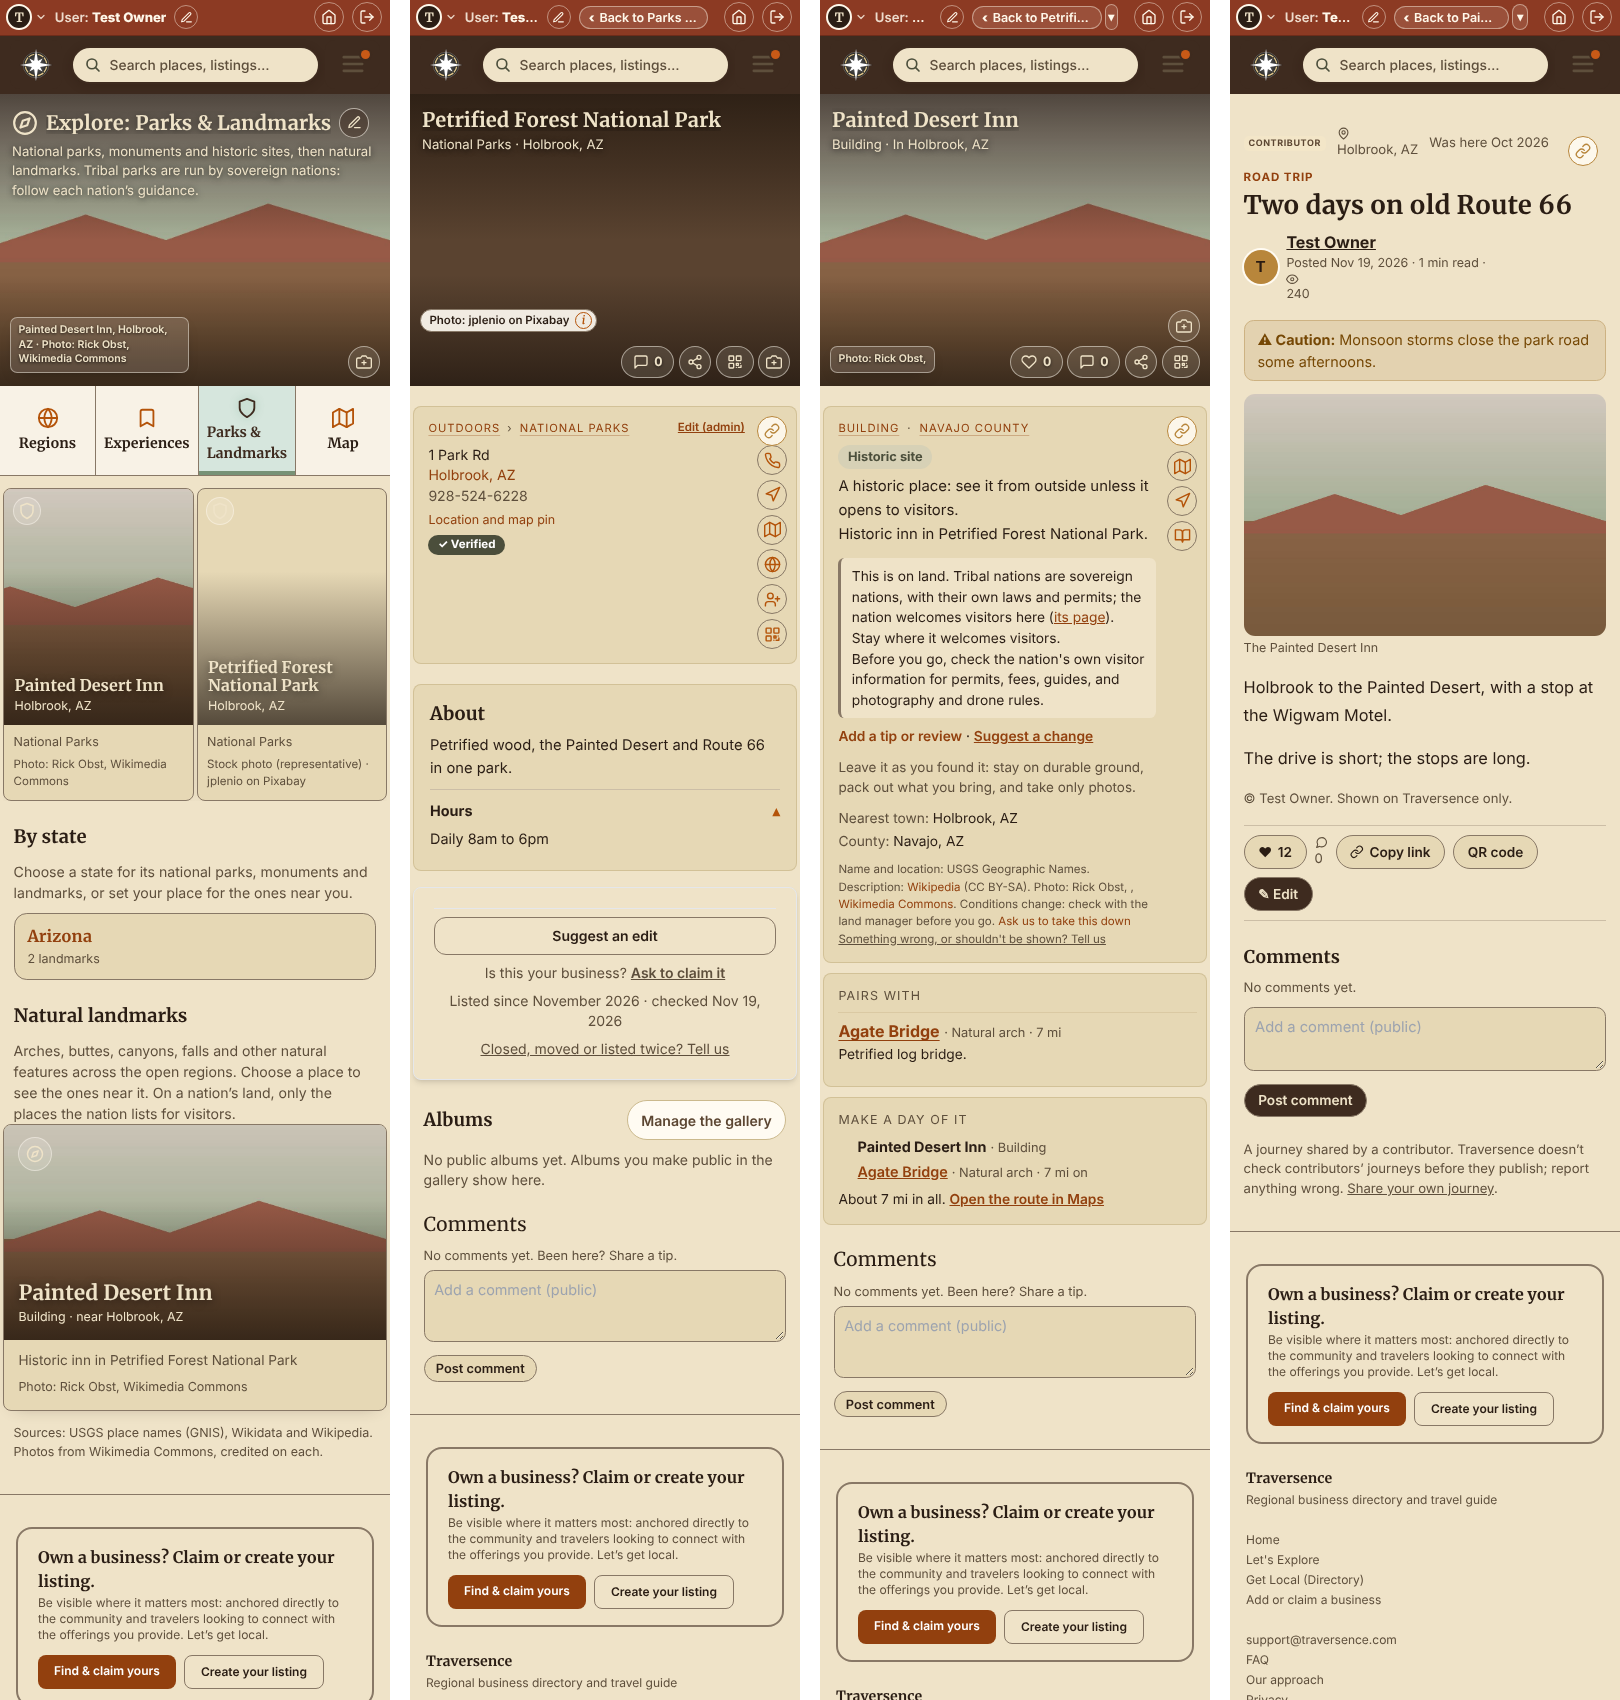 T User: Test Owner
Search places, listings...
Explore: Parks & Landmarks
National parks, monuments and historic sites, then natural
landmarks. Tribal parks are run by sovereign nations:
follow each nation's guidance.
Painted Desert Inn, Holbrook,
AZ · Photo: Rick Obst,
Wikimedia Commons
Regions
Experiences
Parks &
Landmarks
Map
Painted Desert Inn
Holbrook, AZ
National Parks
Photo: Rick Obst, Wikimedia
Commons
Petrified Forest
National Park
Holbrook, AZ
National Parks
Stock photo (representative) ·
jplenio on Pixabay
By state
Choose a state for its national parks, monuments and
landmarks, or set your place for the ones near you.
Arizona
2 landmarks
Natural landmarks
Arches, buttes, canyons, falls and other natural
features across the open regions. Choose a place to
see the ones near it. On a nation's land, only the
places the nation lists for visitors.
Painted Desert Inn
Building · near Holbrook, AZ
Historic inn in Petrified Forest National Park
Photo: Rick Obst, Wikimedia Commons
Sources: USGS place names (GNIS), Wikidata and Wikipedia.
Photos from Wikimedia Commons, credited on each.
Own a business? Claim or create your
listing.
Be visible where it matters most: anchored directly to
the community and travelers looking to connect with
the offerings you provide. Let's get local.
Find & claim yours
Create your listing
T User: Tes... ‹ Back to Parks ...
Search places, listings...
Petrified Forest National Park
National Parks · Holbrook, AZ
Photo: jplenio on Pixabay i
0
OUTDOORS › NATIONAL PARKS Edit (admin)
1 Park Rd
Holbrook, AZ
928-524-6228
Location and map pin
✓ Verified
About
Petrified wood, the Painted Desert and Route 66
in one park.
Hours ▲
Daily 8am to 6pm
Suggest an edit
Is this your business? Ask to claim it
Listed since November 2026 · checked Nov 19,
2026
Closed, moved or listed twice? Tell us
Albums
Manage the gallery
No public albums yet. Albums you make public in the
gallery show here.
Comments
No comments yet. Been here? Share a tip.
Add a comment (public)
Post comment
Own a business? Claim or create your
listing.
Be visible where it matters most: anchored directly to
the community and travelers looking to connect with
the offerings you provide. Let's get local.
Find & claim yours
Create your listing
Traversence
Regional business directory and travel guide
T User: ... ‹ Back to Petrifi... ▼
Search places, listings...
Painted Desert Inn
Building · In Holbrook, AZ
Photo: Rick Obst,
0
0
BUILDING · NAVAJO COUNTY
Historic site
A historic place: see it from outside unless it
opens to visitors.
Historic inn in Petrified Forest National Park.
This is on land. Tribal nations are sovereign
nations, with their own laws and permits; the
nation welcomes visitors here (its page).
Stay where it welcomes visitors.
Before you go, check the nation's own visitor
information for permits, fees, guides, and
photography and drone rules.
Add a tip or review · Suggest a change
Leave it as you found it: stay on durable ground,
pack out what you bring, and take only photos.
Nearest town: Holbrook, AZ
County: Navajo, AZ
Name and location: USGS Geographic Names.
Description: Wikipedia (CC BY-SA). Photo: Rick Obst, ,
Wikimedia Commons. Conditions change: check with the
land manager before you go. Ask us to take this down
Something wrong, or shouldn't be shown? Tell us
PAIRS WITH
Agate Bridge · Natural arch · 7 mi
Petrified log bridge.
MAKE A DAY OF IT
Painted Desert Inn · Building
Agate Bridge · Natural arch · 7 mi on
About 7 mi in all. Open the route in Maps
Comments
No comments yet. Been here? Share a tip.
Add a comment (public)
Post comment
Own a business? Claim or create your
listing.
Be visible where it matters most: anchored directly to
the community and travelers looking to connect with
the offerings you provide. Let's get local.
Find & claim yours
Create your listing
Traversence
T User: Te... ‹ Back to Pai... ▼
Search places, listings...
CONTRIBUTOR
Holbrook, AZ
Was here Oct 2026
ROAD TRIP
Two days on old Route 66
T
Test Owner
Posted Nov 19, 2026 · 1 min read ·
240
⚠ Caution: Monsoon storms close the park road
some afternoons.
The Painted Desert Inn
Holbrook to the Painted Desert, with a stop at
the Wigwam Motel.
The drive is short; the stops are long.
© Test Owner. Shown on Traversence only.
♥ 12
0
Copy link
QR code
✎ Edit
Comments
No comments yet.
Add a comment (public)
Post comment
A journey shared by a contributor. Traversence doesn't
check contributors' journeys before they publish; report
anything wrong. Share your own journey.
Own a business? Claim or create your
listing.
Be visible where it matters most: anchored directly to
the community and travelers looking to connect with
the offerings you provide. Let's get local.
Find & claim yours
Create your listing
Traversence
Regional business directory and travel guide
Home
Let's Explore
Get Local (Directory)
Add or claim a business
support@traversence.com
FAQ
Our approach
Privacy